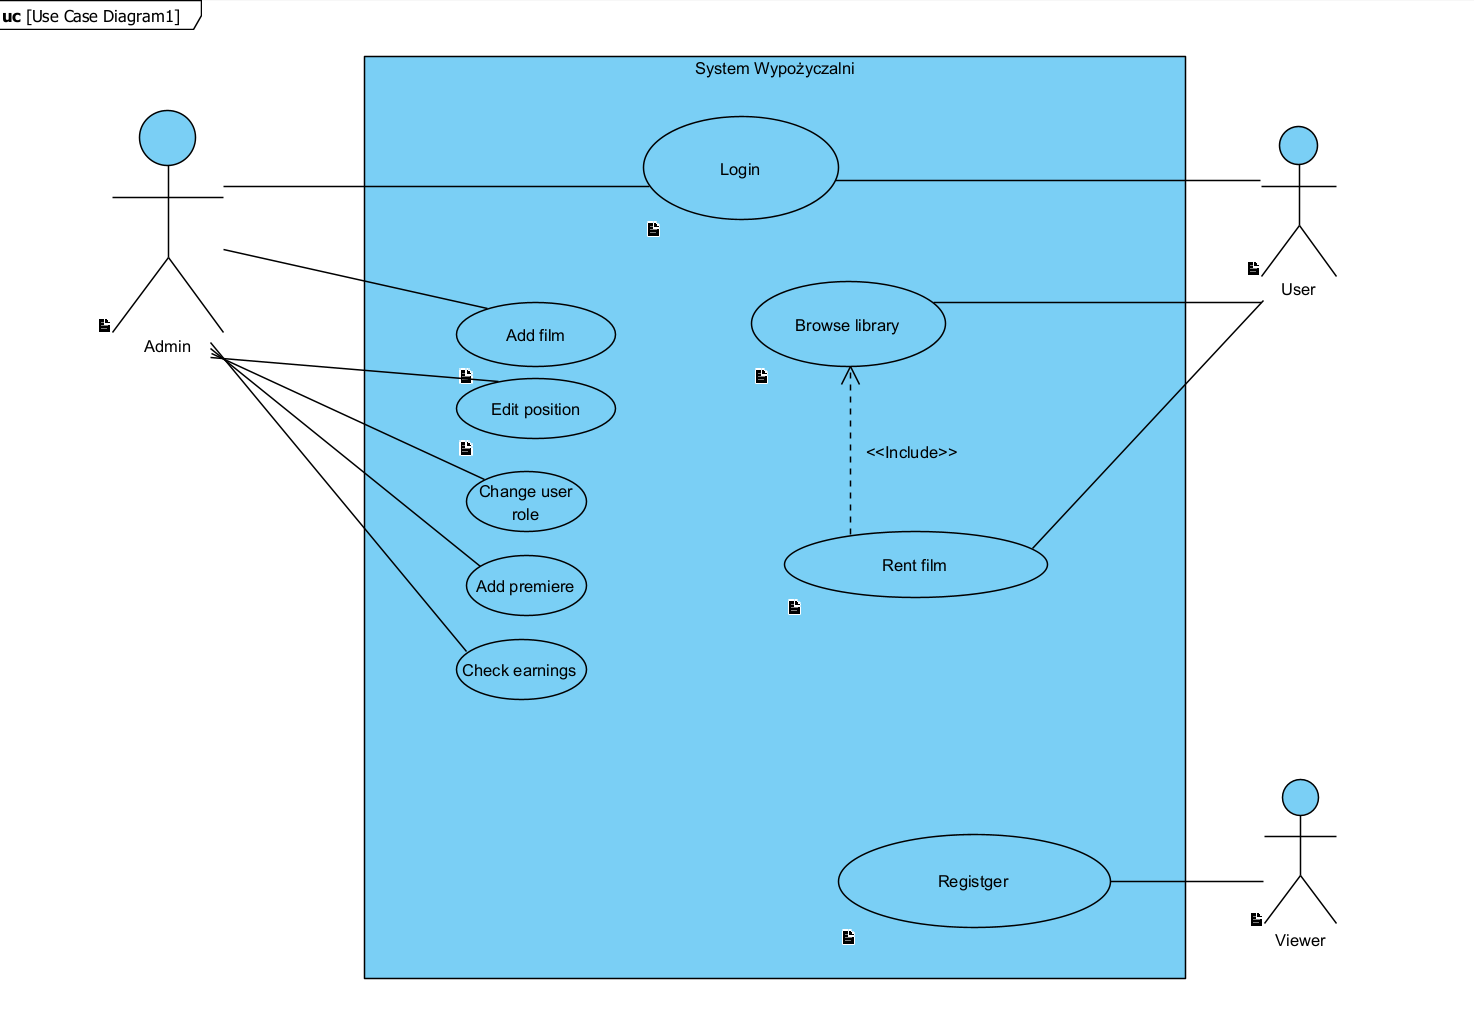 uc [Use Case Diagram1]
System Wypożyczalni
Login
Admin
User
Add film
Browse library
Edit position
<<Include>>
Change user
role
Rent film
Add premiere
Check earnings
Registger
Viewer